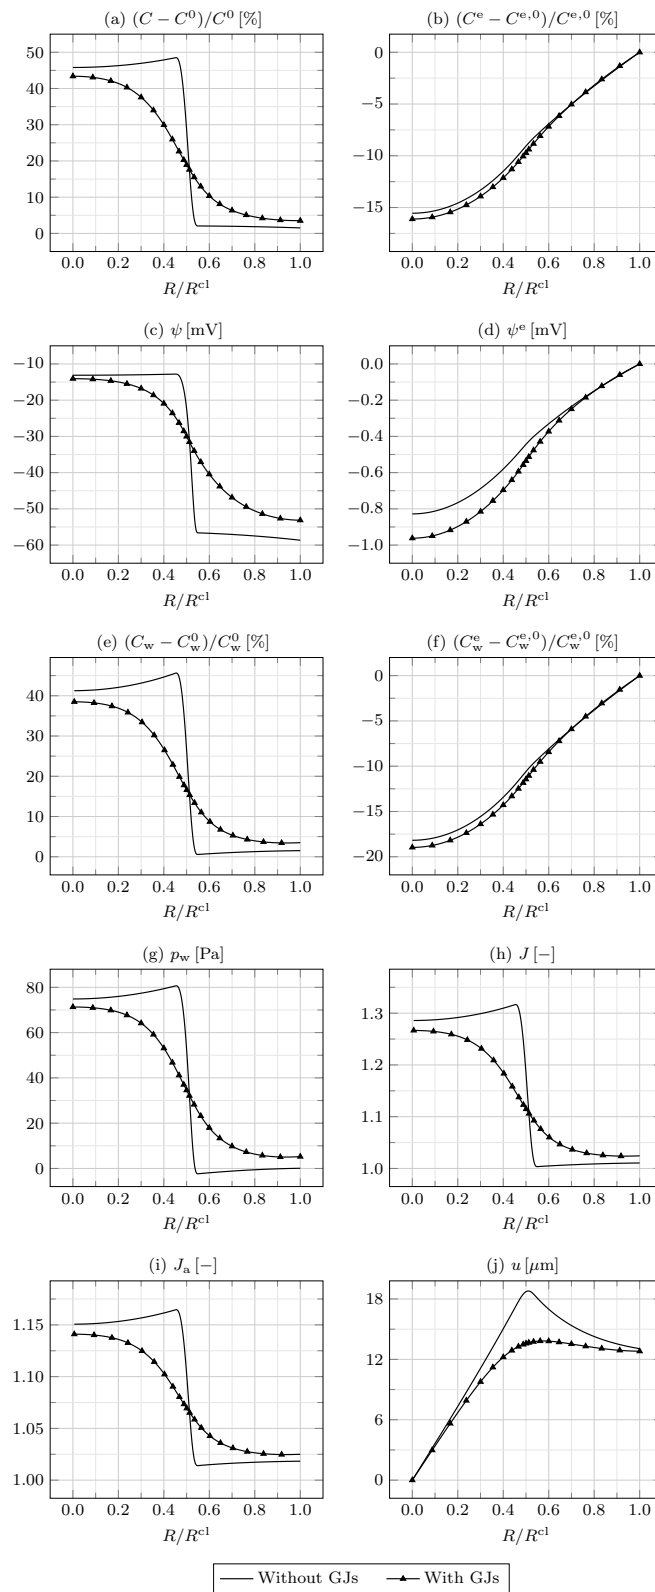 (a) (C − C⁰)/C⁰ [%]
50
40
30
20
10
0
0.0 0.2 0.4 0.6 0.8 1.0
R/Rᶜˡ
(b) (Cᵉ − Cᵉ,⁰)/Cᵉ,⁰ [%]
0
−5
−10
−15
0.0 0.2 0.4 0.6 0.8 1.0
R/Rᶜˡ
(c) ψ [mV]
−10
−20
−30
−40
−50
−60
0.0 0.2 0.4 0.6 0.8 1.0
R/Rᶜˡ
(d) ψᵉ [mV]
0.0
−0.2
−0.4
−0.6
−0.8
−1.0
0.0 0.2 0.4 0.6 0.8 1.0
R/Rᶜˡ
(e) (C_w − C_w⁰)/C_w⁰ [%]
40
30
20
10
0
0.0 0.2 0.4 0.6 0.8 1.0
R/Rᶜˡ
(f) (C_wᵉ − C_wᵉ,⁰)/C_wᵉ,⁰ [%]
0
−5
−10
−15
−20
0.0 0.2 0.4 0.6 0.8 1.0
R/Rᶜˡ
(g) p_w [Pa]
80
60
40
20
0
0.0 0.2 0.4 0.6 0.8 1.0
R/Rᶜˡ
(h) J [−]
1.3
1.2
1.1
1.0
0.0 0.2 0.4 0.6 0.8 1.0
R/Rᶜˡ
(i) J_a [−]
1.15
1.10
1.05
1.00
0.0 0.2 0.4 0.6 0.8 1.0
R/Rᶜˡ
(j) u [μm]
18
12
6
0
0.0 0.2 0.4 0.6 0.8 1.0
R/Rᶜˡ
Without GJs With GJs